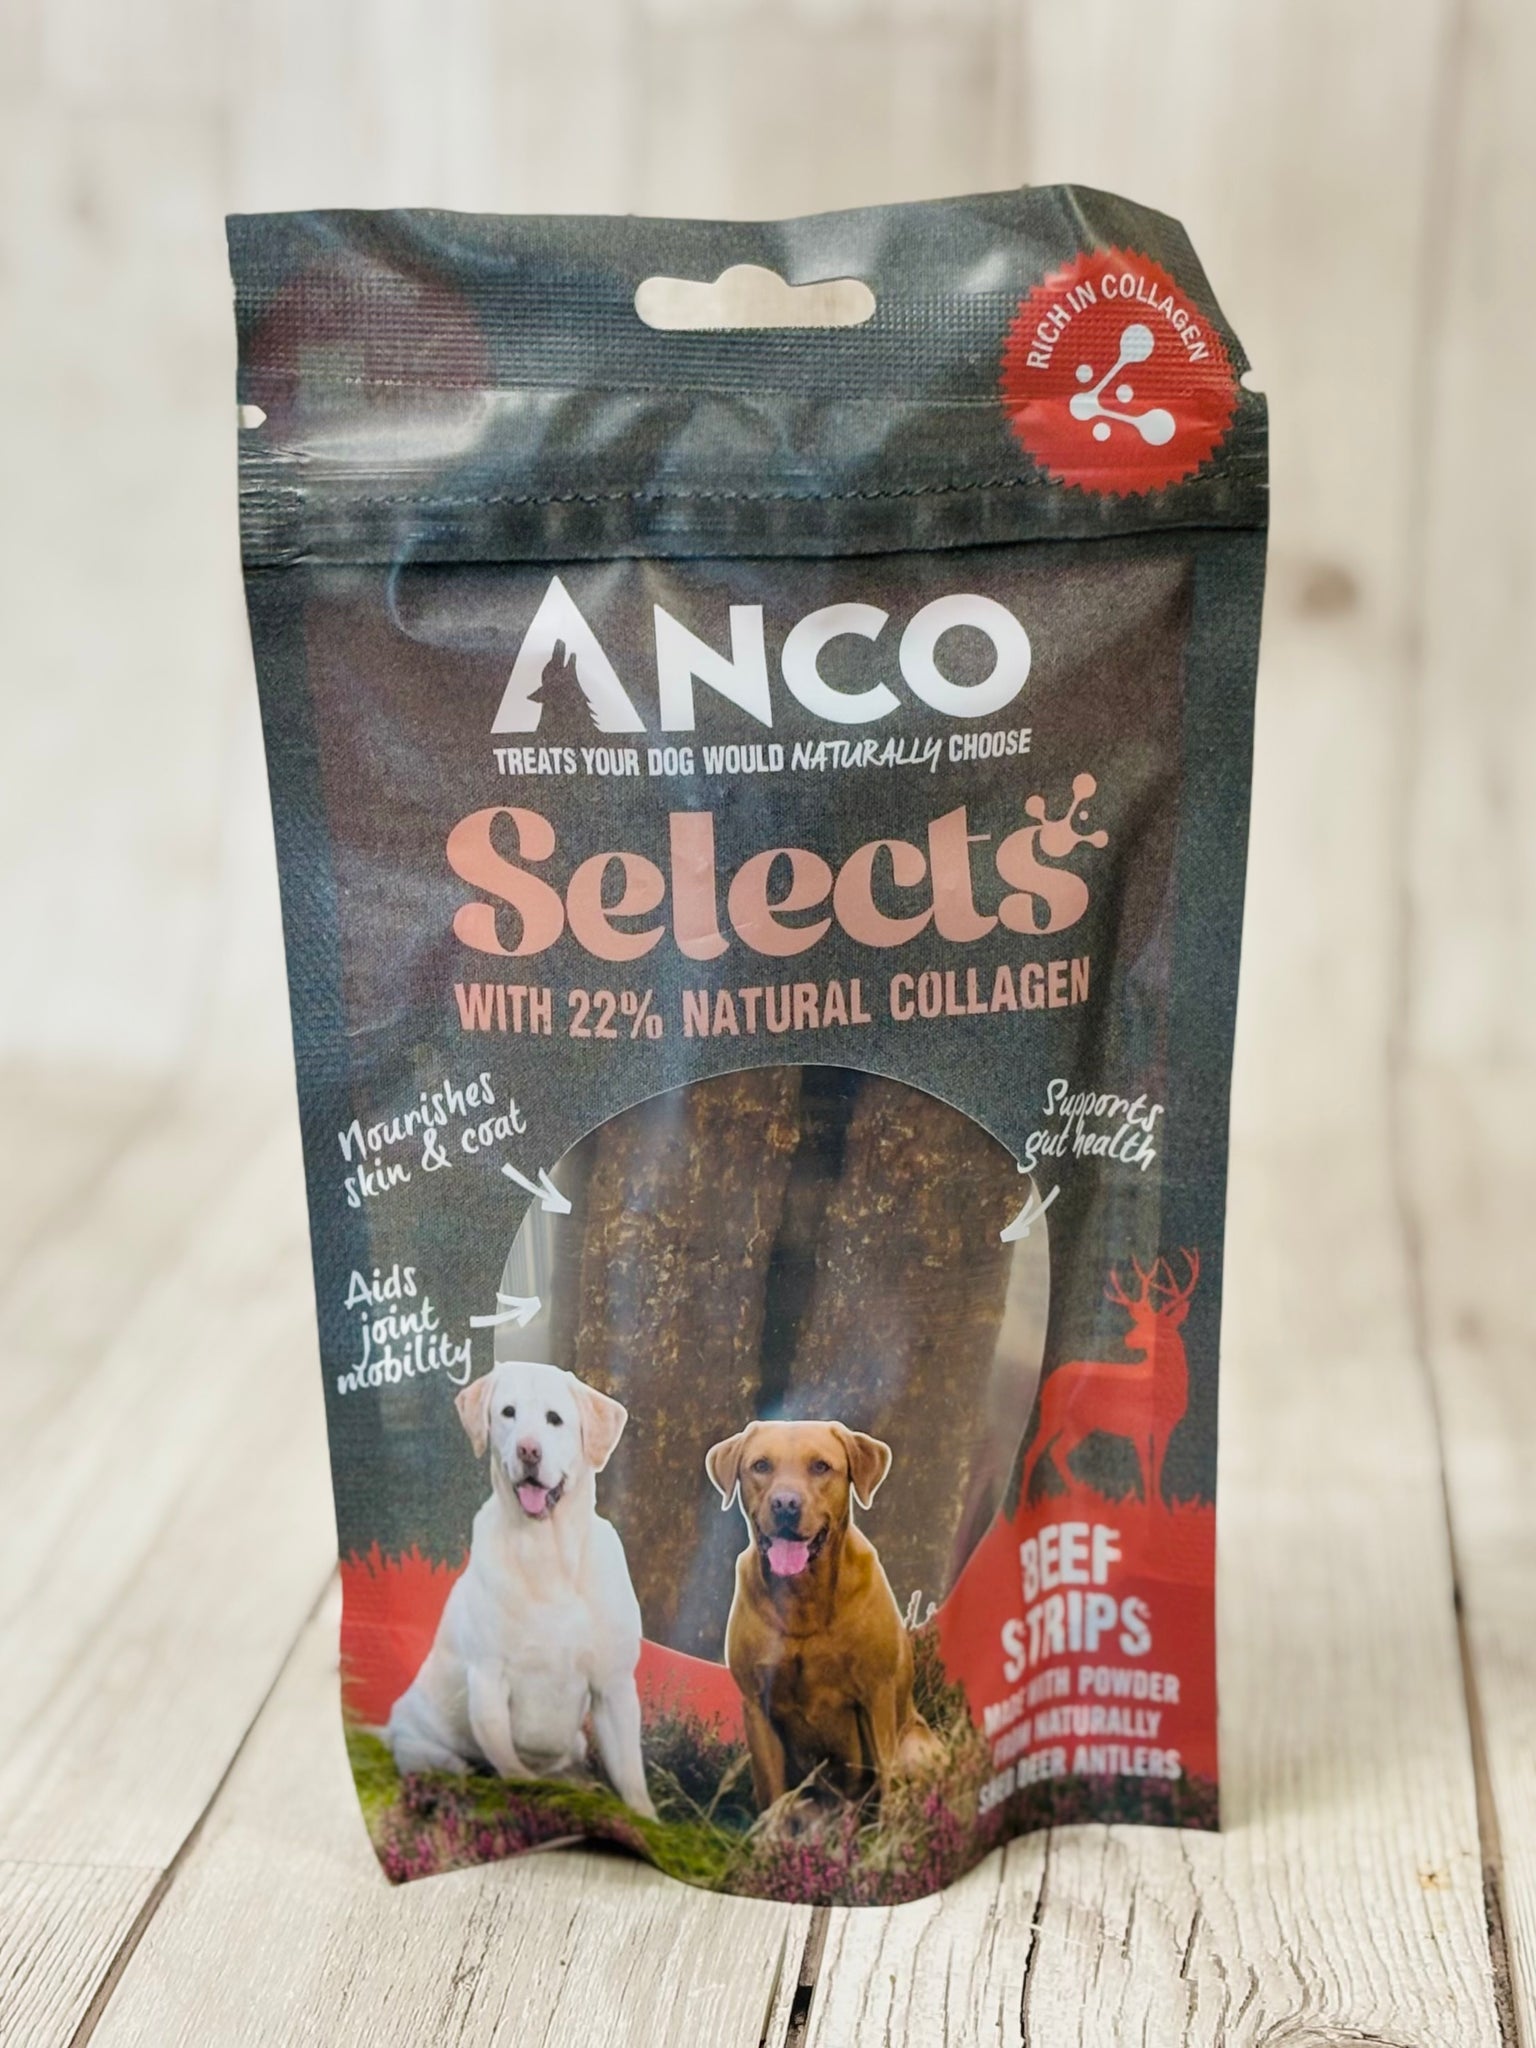 RICH IN COLLAGEN
ANCO
TREATS YOUR DOG WOULD NATURALLY CHOOSE
Selects
WITH 22% NATURAL COLLAGEN
Nourishes
skin & coat
Supports
gut health
Aids
joint
mobility
BEEF
STRIPS
MADE WITH POWDER
FROM NATURALLY
SHED DEER ANTLERS